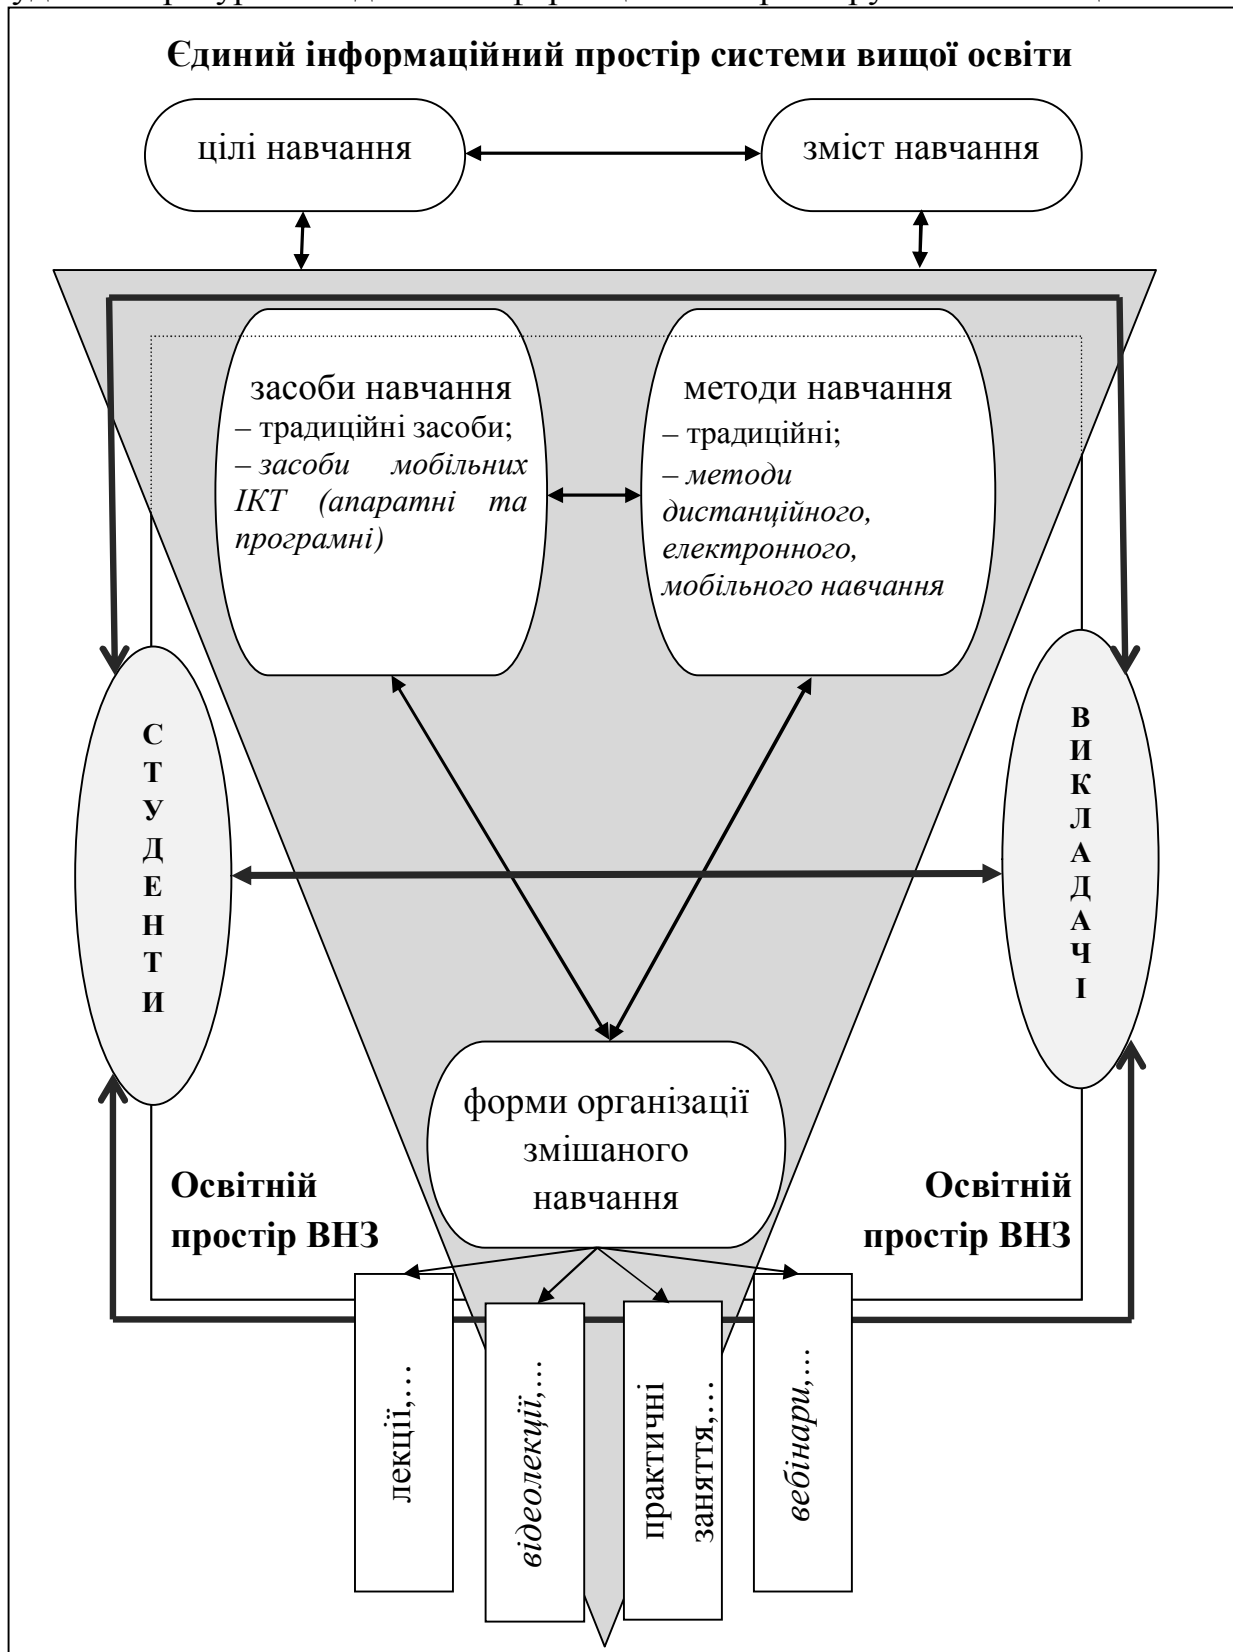 Єдиний інформаційний простір системи вищої освіти
цілі навчання
зміст навчання
засоби навчання
– традиційні засоби;
– засоби мобільних
ІКТ (апаратні та
програмні)
методи навчання
– традиційні;
– методи
дистанційного,
електронного,
мобільного навчання
СТУДЕНТИ
ВИКЛАДАЧІ
форми організації
змішаного
навчання
Освітній
простір ВНЗ
Освітній
простір ВНЗ
лекції,…
відеолекції,…
практичні
заняття,…
вебінари,…